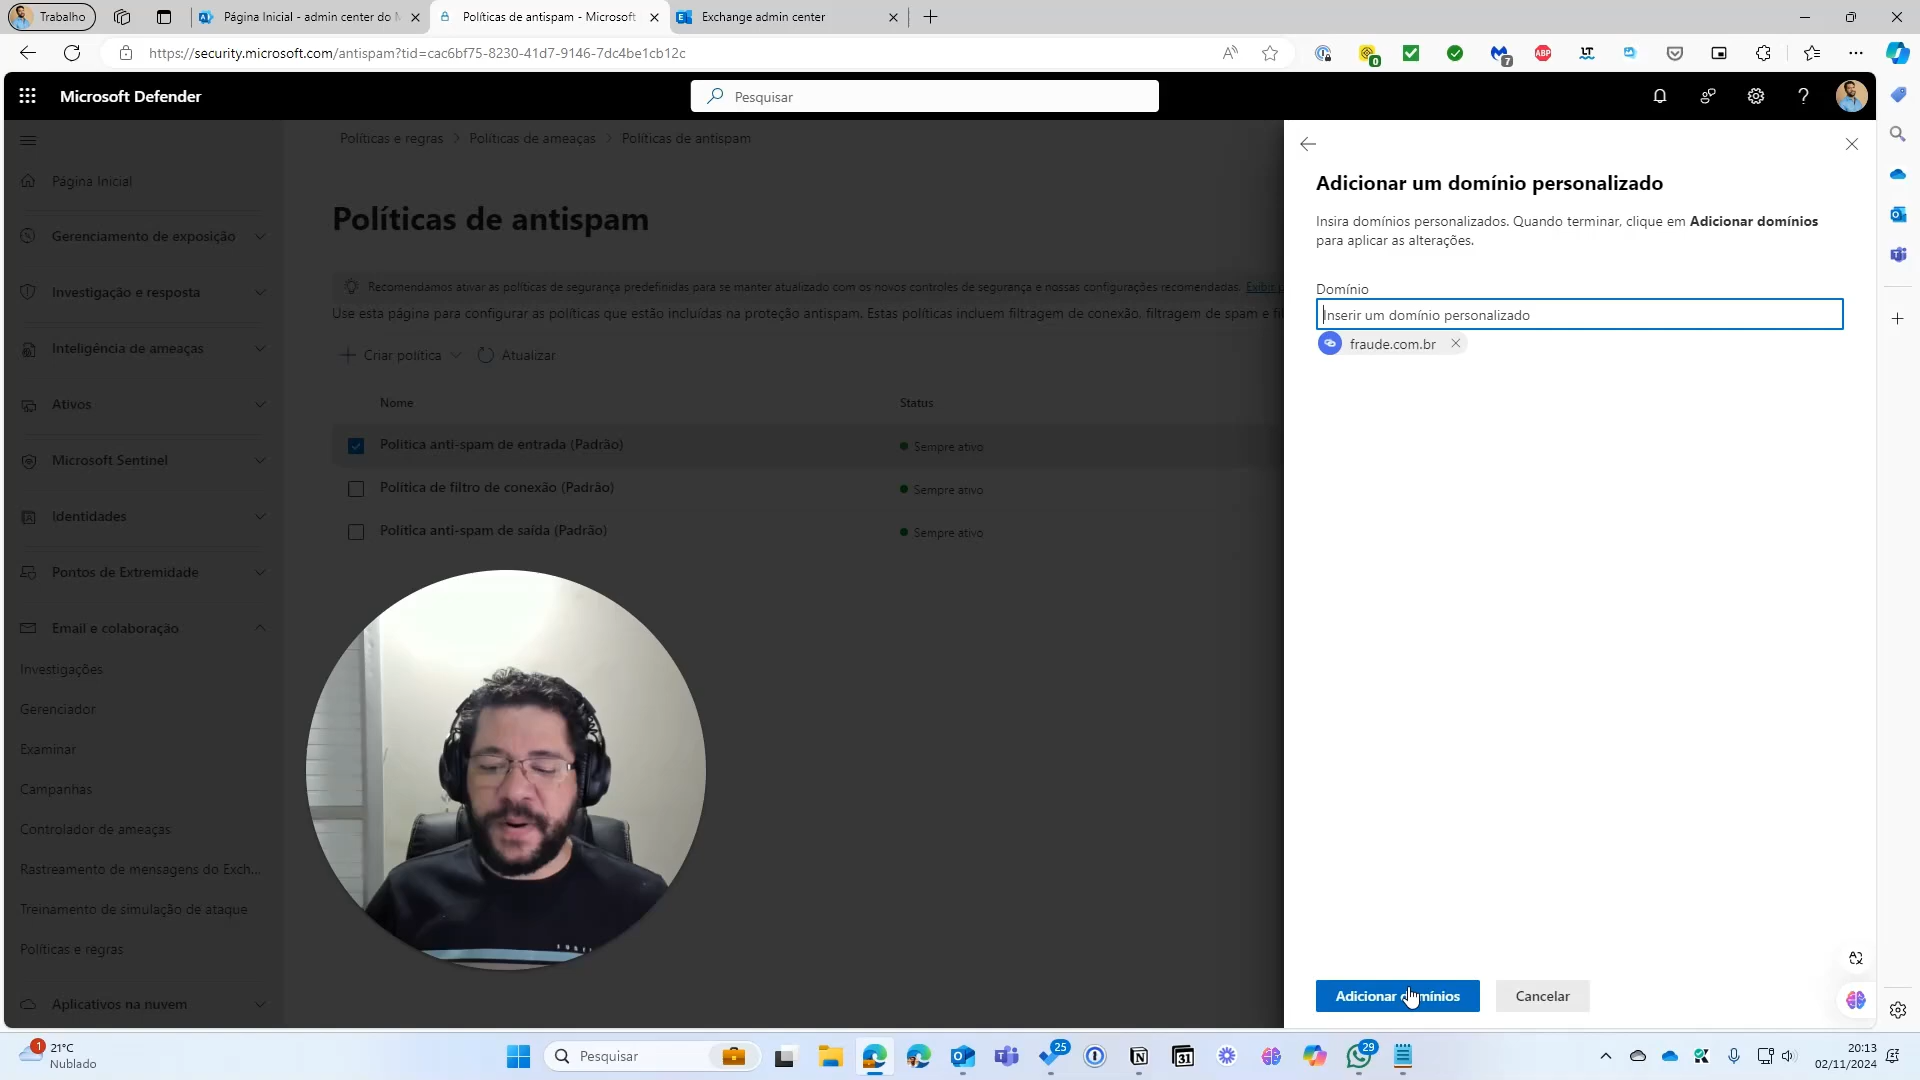 Trabalho
Página Inicial - admin center do M
Políticas de antispam - Microsoft
Exchange admin center
https://security.microsoft.com/antispam?tid=cac6bf75-8230-41d7-9146-7dc4be1cb12c
0
7
ABP
LT
Microsoft Defender
Pesquisar
Políticas e regras > Políticas de ameaças > Políticas de antispam
Página Inicial
Gerenciamento de exposição
Investigação e resposta
Inteligência de ameaças
Ativos
Microsoft Sentinel
Identidades
Pontos de Extremidade
Email e colaboração
Investigações
Gerenciador
Examinar
Campanhas
Controlador de ameaças
Rastreamento de mensagens do Exch...
Treinamento de simulação de ataque
Políticas e regras
Aplicativos na nuvem
Políticas de antispam
Recomendamos ativar as políticas de segurança predefinidas para se manter atualizado com os novos controles de segurança e nossas configurações recomendadas. Exibir
Use esta página para configurar as políticas que estão incluídas na proteção antispam. Estas políticas incluem filtragem de conexão, filtragem de spam e
Criar política
Atualizar
Nome
Status
Política anti-spam de entrada (Padrão)
Sempre ativo
Política de filtro de conexão (Padrão)
Sempre ativo
Política anti-spam de saída (Padrão)
Sempre ativo
Adicionar um domínio personalizado
Insira domínios personalizados. Quando terminar, clique em Adicionar domínios
para aplicar as alterações.
Domínio
Inserir um domínio personalizado
fraude.com.br
Adicionar domínios
Cancelar
1
21°C
Nublado
Pesquisar
25
31
29
20:13
02/11/2024